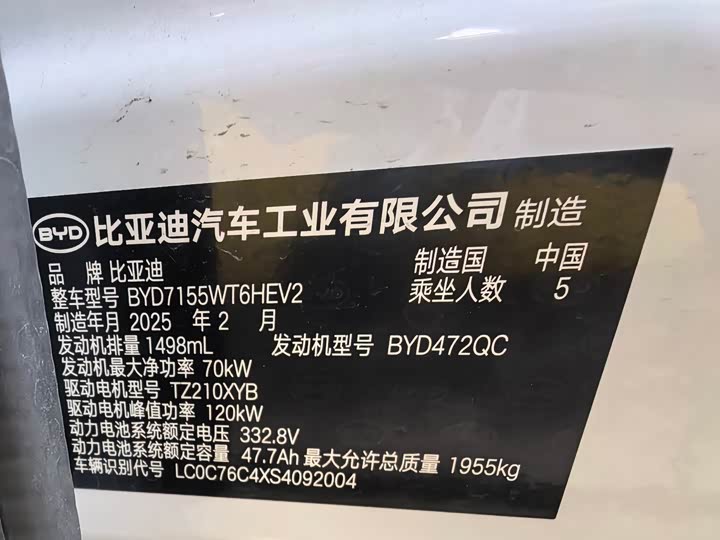 BYD 比亚迪汽车工业有限公司 制造
品 牌 比亚迪 制造国 中国
整车型号 BYD7155WT6HEV2 乘坐人数 5
制造年月 2025 年 2 月
发动机排量 1498mL 发动机型号 BYD472QC
发动机最大净功率 70kW
驱动电机型号 TZ210XYB
驱动电机峰值功率 120kW
动力电池系统额定电压 332.8V
动力电池系统额定容量 47.7Ah 最大允许总质量 1955kg
车辆识别代号 LC0C76C4XS4092004